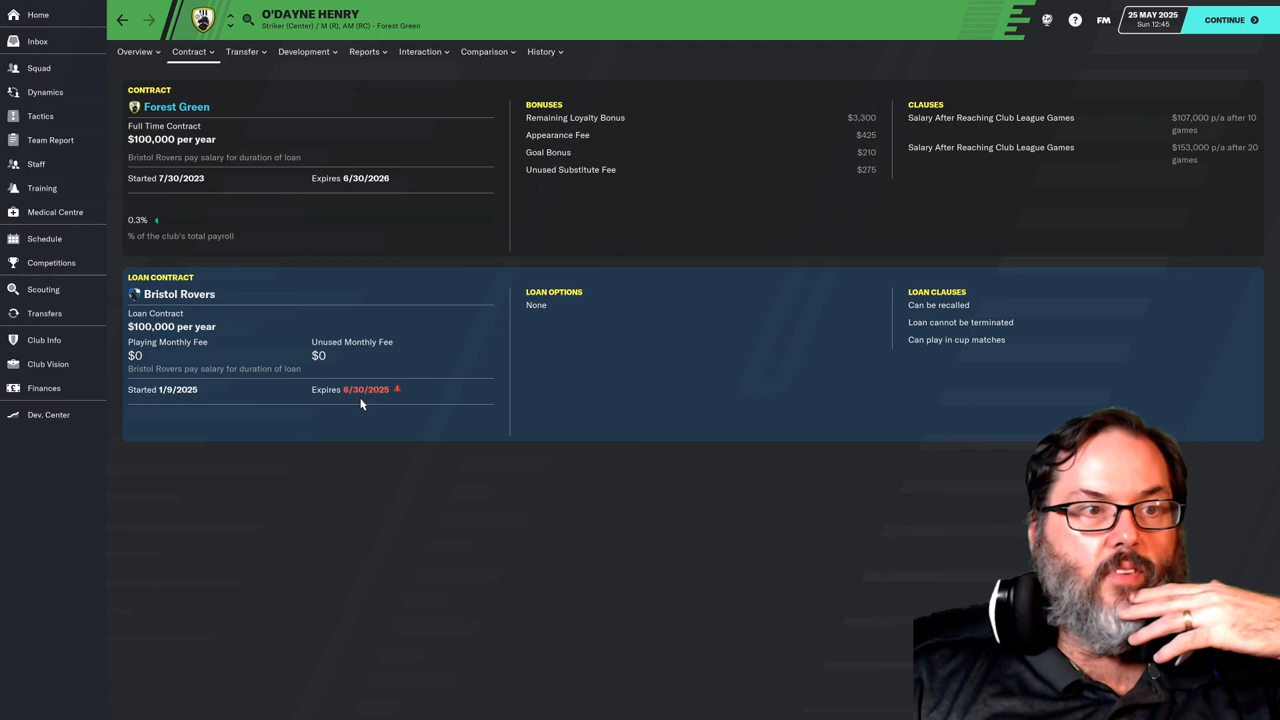 Home
Inbox
Squad
Dynamics
Tactics
Team Report
Staff
Training
Medical Centre
Schedule
Competitions
Scouting
Transfers
Club Info
Club Vision
Finances
Dev. Center
O'DAYNE HENRY
Striker (Center) / M (R), AM (RC) - Forest Green
?
FM
25 MAY 2025
Sun 12:45
CONTINUE
Overview
Contract
Transfer
Development
Reports
Interaction
Comparison
History
CONTRACT
Forest Green
Full Time Contract
$100,000 per year
Bristol Rovers pay salary for duration of loan
Started 7/30/2023 Expires 6/30/2026
0.3%
% of the club's total payroll
BONUSES
Remaining Loyalty Bonus $3,300
Appearance Fee $425
Goal Bonus $210
Unused Substitute Fee $275
CLAUSES
Salary After Reaching Club League Games $107,000 p/a after 10
games
Salary After Reaching Club League Games $153,000 p/a after 20
games
LOAN CONTRACT
Bristol Rovers
Loan Contract
$100,000 per year
Playing Monthly Fee Unused Monthly Fee
$0 $0
Bristol Rovers pay salary for duration of loan
Started 1/9/2025 Expires 6/30/2025
LOAN OPTIONS
None
LOAN CLAUSES
Can be recalled
Loan cannot be terminated
Can play in cup matches